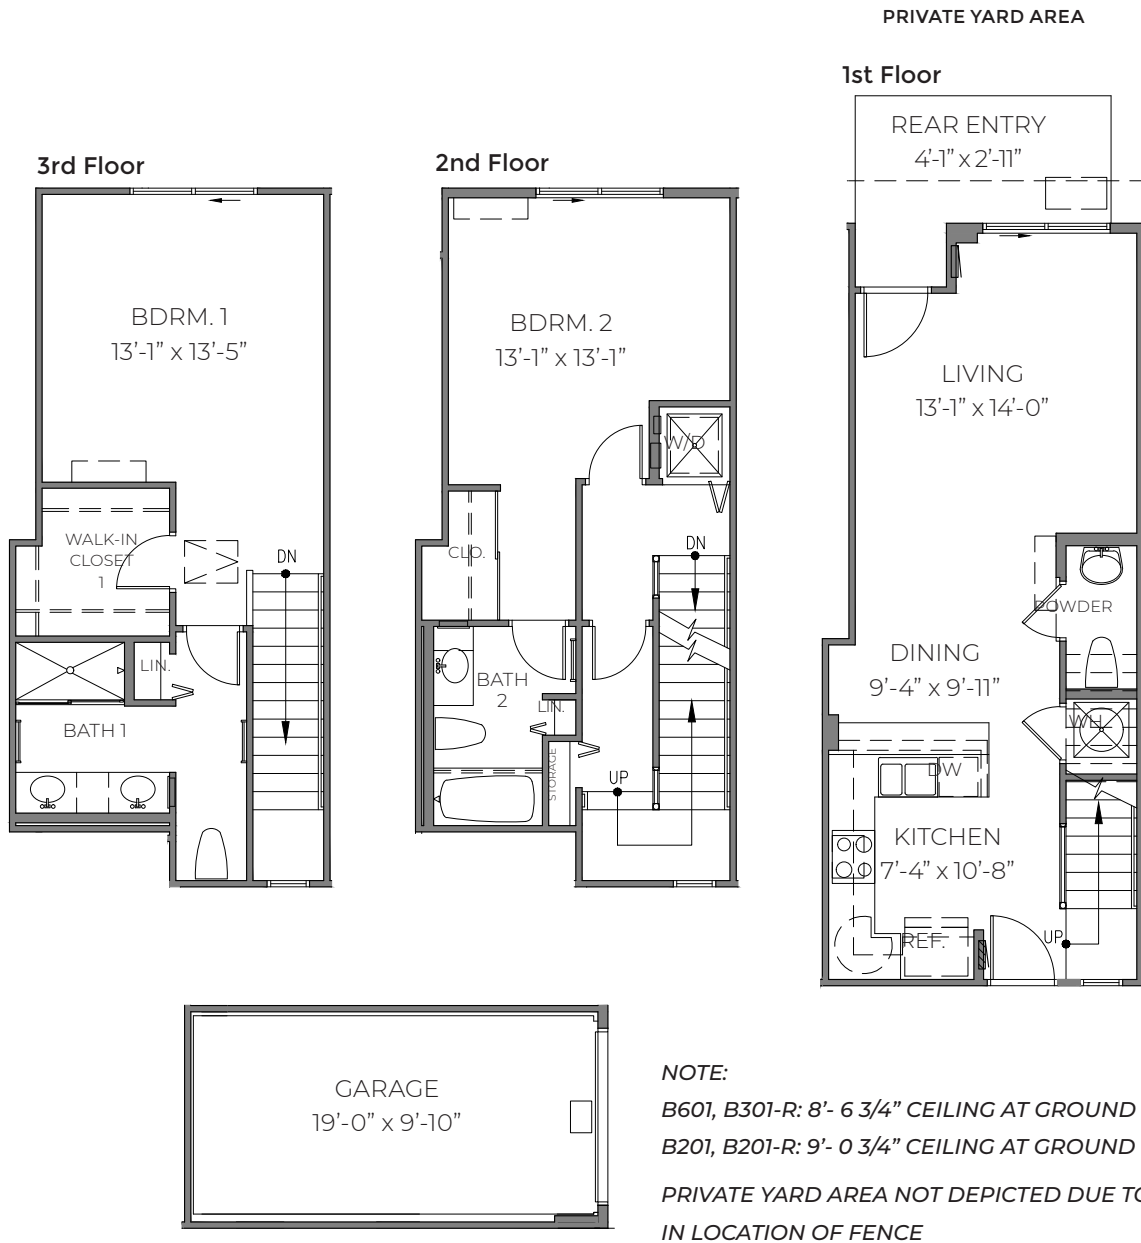 PRIVATE YARD AREA
1st Floor
REAR ENTRY
4'-1" x 2'-11"
3rd Floor
2nd Floor
BDRM. 1
13'-1" x 13'-5"
BDRM. 2
13'-1" x 13'-1"
LIVING
13'-1" x 14'-0"
W/D
WALK-IN
CLOSET
1
DN
CLO.
DN
POWDER
LIN.
BATH 1
BATH
2
LIN.
STORAGE
UP
DINING
9'-4" x 9'-11"
WH
DW
KITCHEN
7'-4" x 10'-8"
REF.
UP
GARAGE
19'-0" x 9'-10"
NOTE:
B601, B301-R: 8'- 6 3/4" CEILING AT GROUND
B201, B201-R: 9'- 0 3/4" CEILING AT GROUND
PRIVATE YARD AREA NOT DEPICTED DUE TO
IN LOCATION OF FENCE